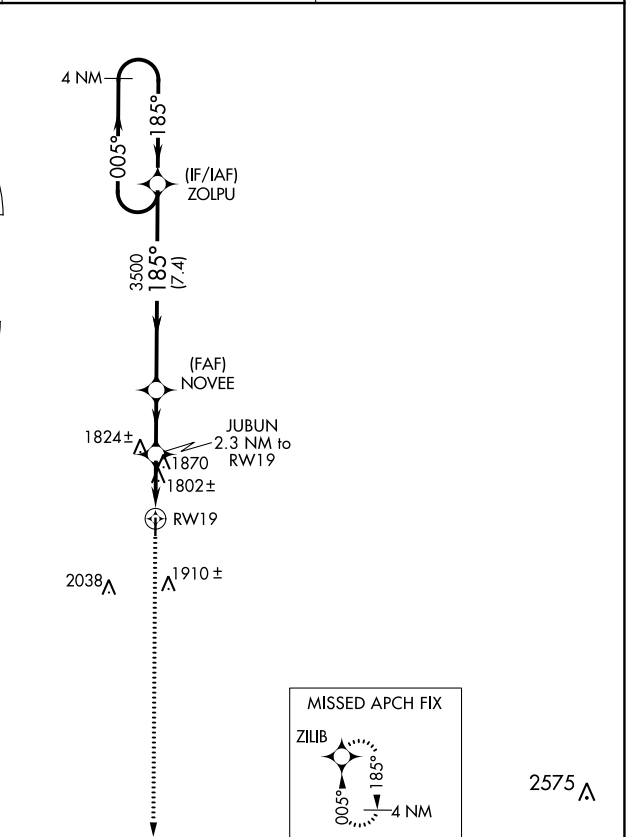 4 NM
005°
185°
(IF/IAF)
ZOLPU
3500
185°
(7.4)
(FAF)
NOVEE
1824±
JUBUN
2.3 NM to
RW19
1870
1802±
RW19
2038
1910±
MISSED APCH FIX
ZILIB
005°
185°
4 NM
2575